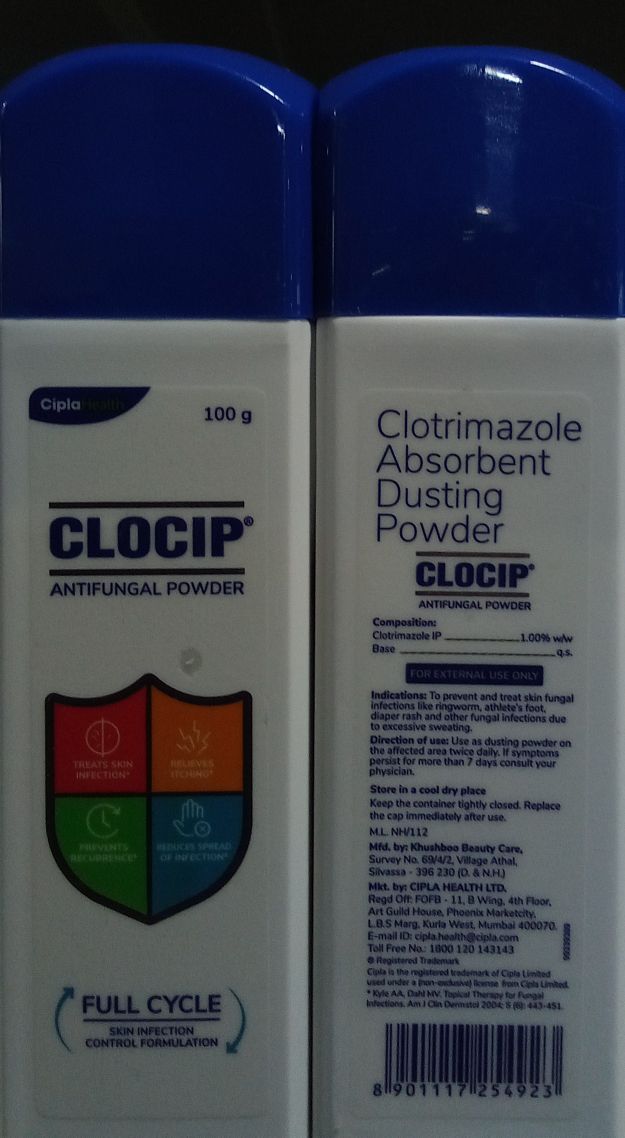 CiplaHealth
100 g
CLOCIP®
ANTIFUNGAL POWDER
TREATS SKIN
INFECTION*
RELIEVES
ITCHING*
PREVENTS
RECURRENCE*
REDUCES SPREAD
OF INFECTION*
FULL CYCLE
SKIN INFECTION
CONTROL FORMULATION
Clotrimazole
Absorbent
Dusting
Powder
CLOCIP®
ANTIFUNGAL POWDER
Composition:
Clotrimazole IP 1.00% w/w
Base q.s.
FOR EXTERNAL USE ONLY
Indications: To prevent and treat skin fungal
infections like ringworm, athlete's foot,
diaper rash and other fungal infections due
to excessive sweating.
Direction of use: Use as dusting powder on
the affected area twice daily. If symptoms
persist for more than 7 days consult your
physician.
Store in a cool dry place
Keep the container tightly closed. Replace
the cap immediately after use.
M.L. NH/112
Mfd. by: Khushboo Beauty Care,
Survey No. 69/4/2, Village Athal,
Silvassa - 396 230 (D. & N.H.)
Mkt. by: CIPLA HEALTH LTD.
Regd Off: FOFB - 11, B Wing, 4th Floor,
Art Guild House, Phoenix Marketcity,
L.B.S Marg, Kurla West, Mumbai 400070.
E-mail ID: cipla.health@cipla.com
Toll Free No.: 1800 120 143143
® Registered Trademark
Cipla is the registered trademark of Cipla Limited
used under a (non-exclusive) license from Cipla Limited.
* Kyle AA, Dahl MV. Topical Therapy for Fungal
Infections. Am J Clin Dermatol 2004; 5 (6): 443-451.
8 901117 254923